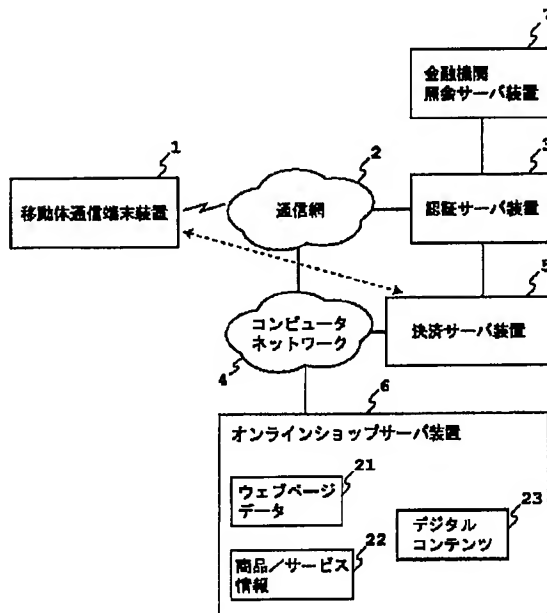 7
金融機関
照会サーバ装置
1
2
3
移動体通信端末装置
通信網
認証サーバ装置
5
コンピュータ
ネットワーク
決済サーバ装置
4
6
オンラインショップサーバ装置
21
ウェブページ
データ
23
デジタル
コンテンツ
22
商品／サービス
情報